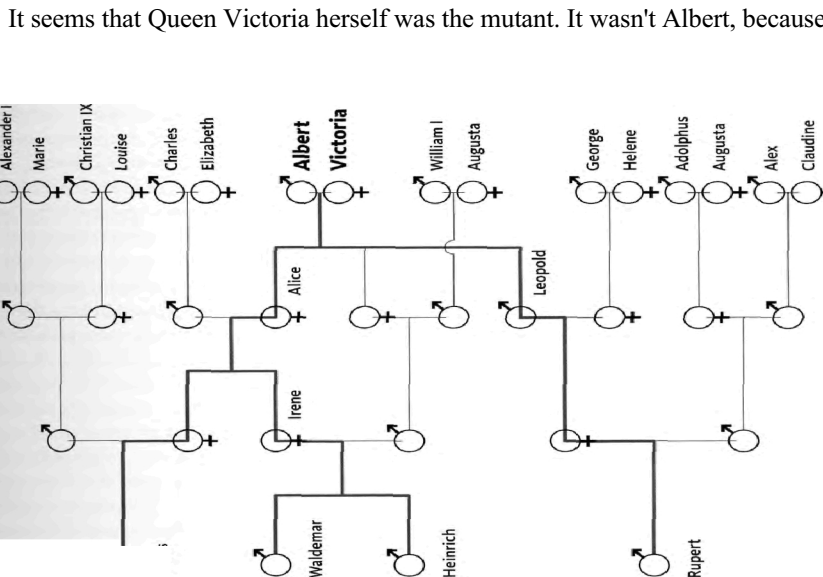 It seems that Queen Victoria herself was the mutant. It wasn't Albert, because
Alexander I
Marie
Christian IX
Louise
Charles
Elizabeth
Albert
Victoria
William I
Augusta
George
Helene
Adolphus
Augusta
Alex
Claudine
Alice
Leopold
Irene
Waldemar
Heinrich
Rupert